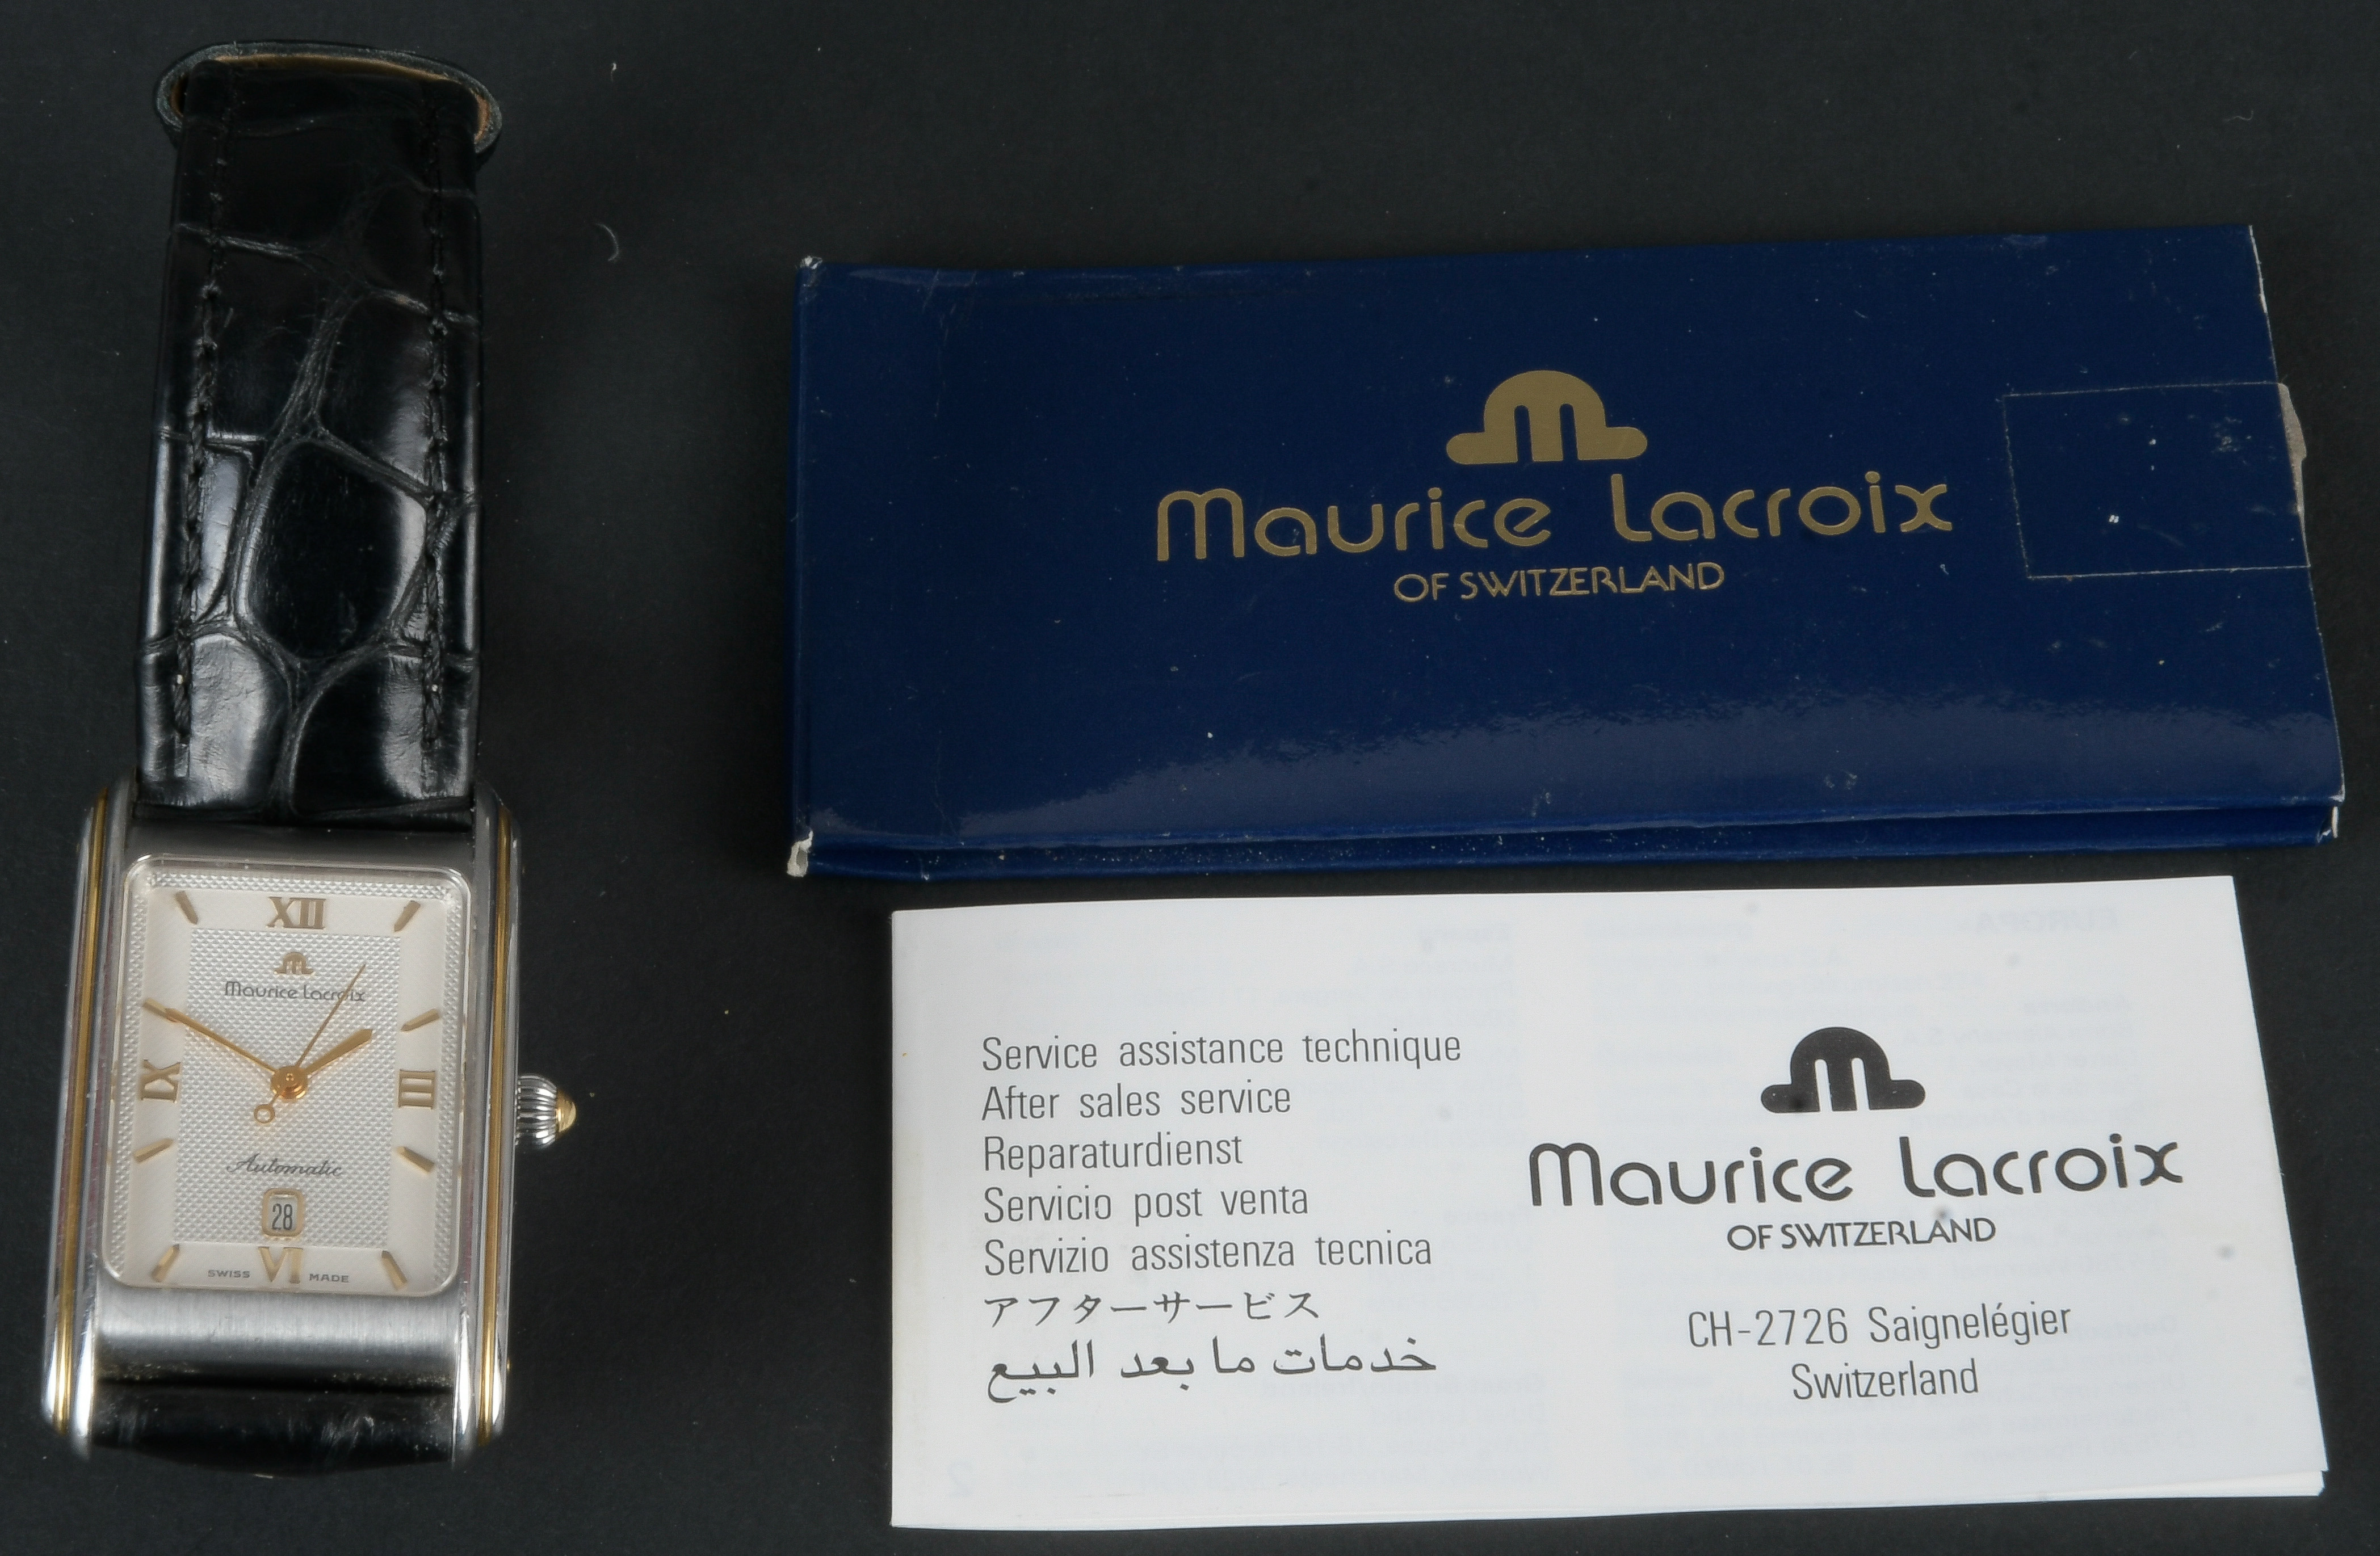 XII
Maurice Lacroix
IX
III
Automatic
28
VI
SWISS MADE
Maurice Lacroix
OF SWITZERLAND
Service assistance technique
After sales service
Reparaturdienst
Servicio post venta
Servizio assistenza tecnica
アフターサービス
خدمات ما بعد البيع
Maurice Lacroix
OF SWITZERLAND
CH-2726 Saignelégier
Switzerland